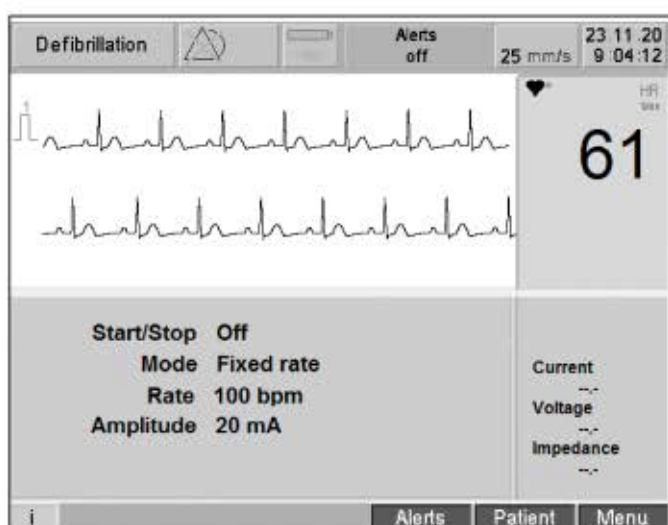 Defibrillation
Alerts
off
25 mm/s
23 11 .20
9 :04:12
1
HR
61
Start/Stop Off
Mode Fixed rate
Rate 100 bpm
Amplitude 20 mA
Current
--.-
Voltage
--.-
Impedance
--.-
i
Alerts
Patient
Menu